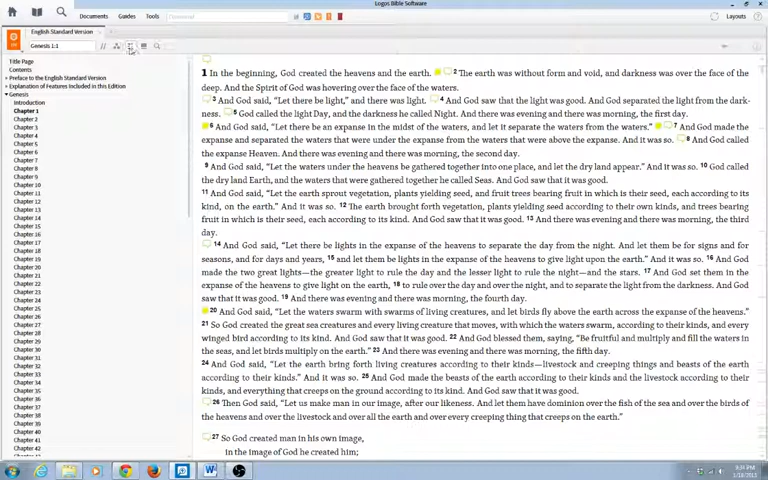 Logos Bible Software
Documents Guides Tools Command Layouts
English Standard Version
Genesis 1:1
Title Page
Contents
Preface to the English Standard Version
Explanation of Features Included in this Edition
Genesis
Introduction
Chapter 1
Chapter 2
Chapter 3
Chapter 4
Chapter 5
Chapter 6
Chapter 7
Chapter 8
Chapter 9
Chapter 10
Chapter 11
Chapter 12
Chapter 13
Chapter 14
Chapter 15
Chapter 16
Chapter 17
Chapter 18
Chapter 19
Chapter 20
Chapter 21
Chapter 22
Chapter 23
Chapter 24
Chapter 25
Chapter 26
Chapter 27
Chapter 28
Chapter 29
Chapter 30
Chapter 31
Chapter 32
Chapter 33
Chapter 34
Chapter 35
Chapter 36
Chapter 37
Chapter 38
Chapter 39
Chapter 40
Chapter 41
Chapter 42
1 In the beginning, God created the heavens and the earth. 2 The earth was without form and void, and darkness was over the face of the
deep. And the Spirit of God was hovering over the face of the waters.
3 And God said, “Let there be light,” and there was light. 4 And God saw that the light was good. And God separated the light from the dark-
ness. 5 God called the light Day, and the darkness he called Night. And there was evening and there was morning, the first day.
6 And God said, “Let there be an expanse in the midst of the waters, and let it separate the waters from the waters.” 7 And God made the
expanse and separated the waters that were under the expanse from the waters that were above the expanse. And it was so. 8 And God called
the expanse Heaven. And there was evening and there was morning, the second day.
9 And God said, “Let the waters under the heavens be gathered together into one place, and let the dry land appear.” And it was so. 10 God called
the dry land Earth, and the waters that were gathered together he called Seas. And God saw that it was good.
11 And God said, “Let the earth sprout vegetation, plants yielding seed, and fruit trees bearing fruit in which is their seed, each according to its
kind, on the earth.” And it was so. 12 The earth brought forth vegetation, plants yielding seed according to their own kinds, and trees bearing
fruit in which is their seed, each according to its kind. And God saw that it was good. 13 And there was evening and there was morning, the third
day.
14 And God said, “Let there be lights in the expanse of the heavens to separate the day from the night. And let them be for signs and for
seasons, and for days and years, 15 and let them be lights in the expanse of the heavens to give light upon the earth.” And it was so. 16 And God
made the two great lights—the greater light to rule the day and the lesser light to rule the night—and the stars. 17 And God set them in the
expanse of the heavens to give light on the earth, 18 to rule over the day and over the night, and to separate the light from the darkness. And God
saw that it was good. 19 And there was evening and there was morning, the fourth day.
20 And God said, “Let the waters swarm with swarms of living creatures, and let birds fly above the earth across the expanse of the heavens.”
21 So God created the great sea creatures and every living creature that moves, with which the waters swarm, according to their kinds, and every
winged bird according to its kind. And God saw that it was good. 22 And God blessed them, saying, “Be fruitful and multiply and fill the waters in
the seas, and let birds multiply on the earth.” 23 And there was evening and there was morning, the fifth day.
24 And God said, “Let the earth bring forth living creatures according to their kinds—livestock and creeping things and beasts of the earth
according to their kinds.” And it was so. 25 And God made the beasts of the earth according to their kinds and the livestock according to their
kinds, and everything that creeps on the ground according to its kind. And God saw that it was good.
26 Then God said, “Let us make man in our image, after our likeness. And let them have dominion over the fish of the sea and over the birds of
the heavens and over the livestock and over all the earth and over every creeping thing that creeps on the earth.”
27 So God created man in his own image,
in the image of God he created him;